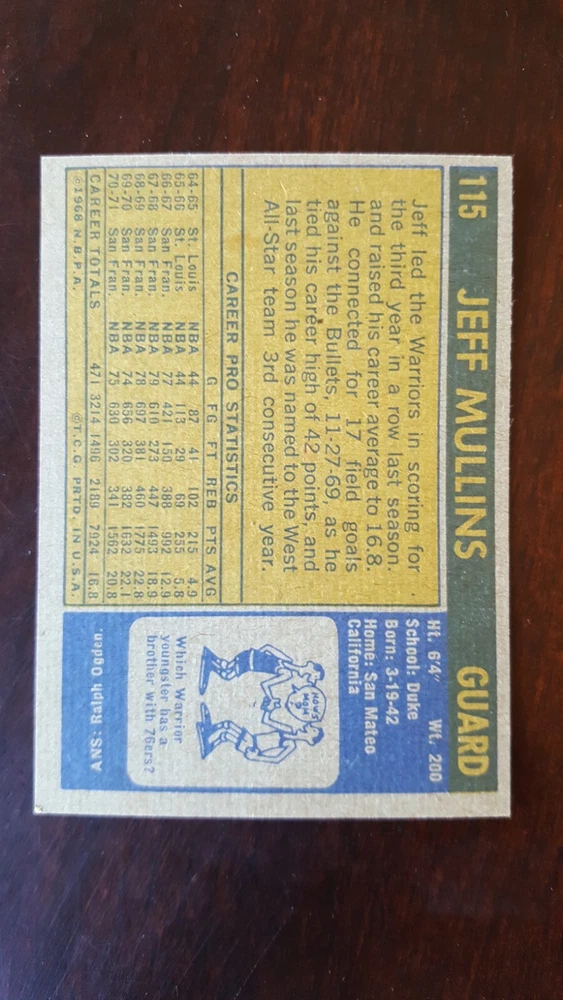 115 JEFF MULLINS GUARD
Jeff led the Warriors in scoring for
the third year in a row last season
and raised his career average to 16.8.
He connected for 17 field goals
against the Bullets, 11-27-69, as he
tied his career high of 42 points, and
last season he was named to the West
All-Star team 3rd consecutive year.
CAREER PRO STATISTICS
G FG FT REB PTS AVG
64-65 St. Louis NBA 44 87 41 102 215 4.9
65-66 St. Louis NBA 44 113 29 69 255 5.8
66-67 San Fran. NBA 77 421 150 388 992 12.9
67-68 San Fran. NBA 79 610 273 447 1493 18.9
68-69 San Fran. NBA 78 697 381 460 1775 22.8
69-70 San Fran. NBA 74 656 320 382 1632 22.1
70-71 San Fran. NBA 75 630 302 341 1562 20.8
CAREER TOTALS 471 3214 1496 2189 7924 16.8
©1968 N.B.P.A. ©T.C.G. PRTD. IN U.S.A.
Ht. 6'4" Wt. 200
School: Duke
Born: 3-19-42
Home: San Mateo
California
HOW'S
MOM?
Which Warrior
youngster has a
brother with 76ers?
ANS: Ralph Ogden.